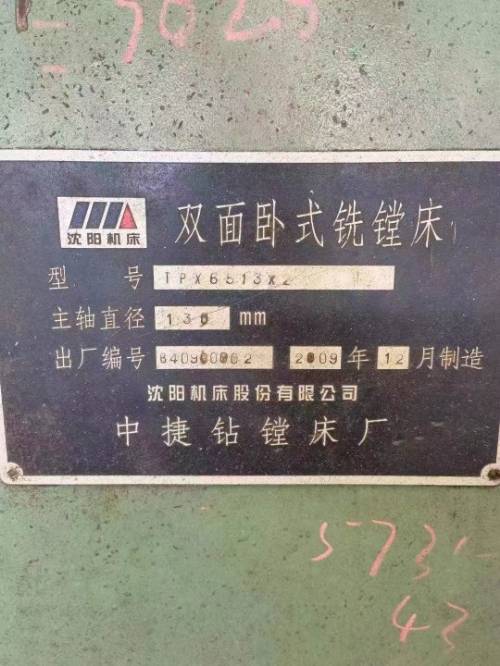 沈阳机床
双面卧式铣镗床
型 号 TPX6513x2
主轴直径 130 mm
出厂编号 2009 年 12 月制造
沈阳机床股份有限公司
中捷钻镗床厂
43